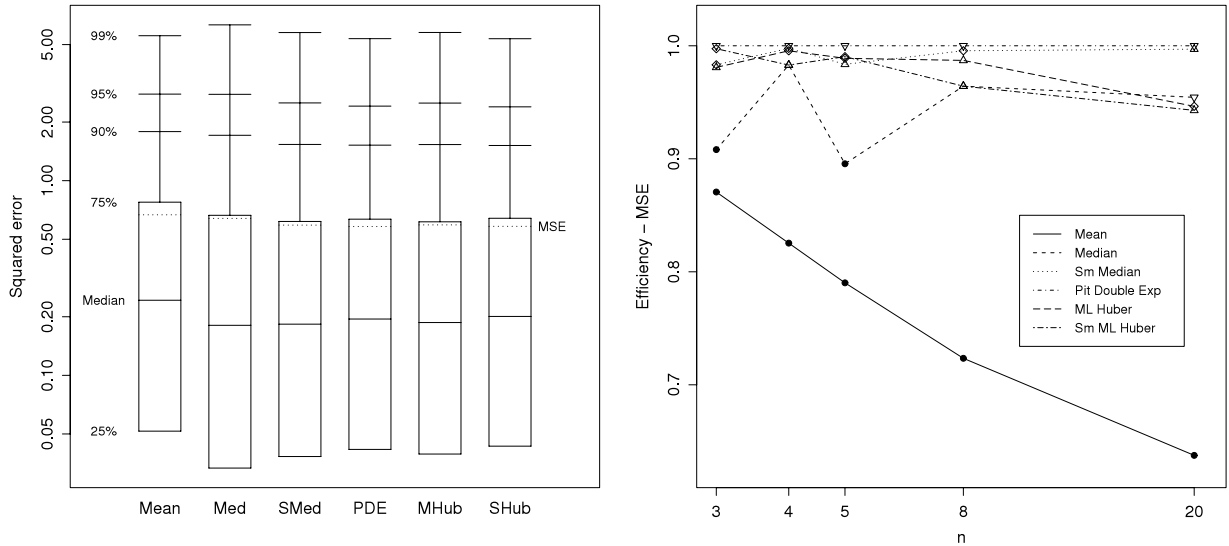 Squared error
5.00
2.00
1.00
0.50
0.20
0.10
0.05
99%
95%
90%
75%
MSE
Median
25%
Mean Med SMed PDE MHub SHub
Efficiency – MSE
1.0
0.9
0.8
0.7
Mean
Median
Sm Median
Pit Double Exp
ML Huber
Sm ML Huber
3 4 5 8 20
n